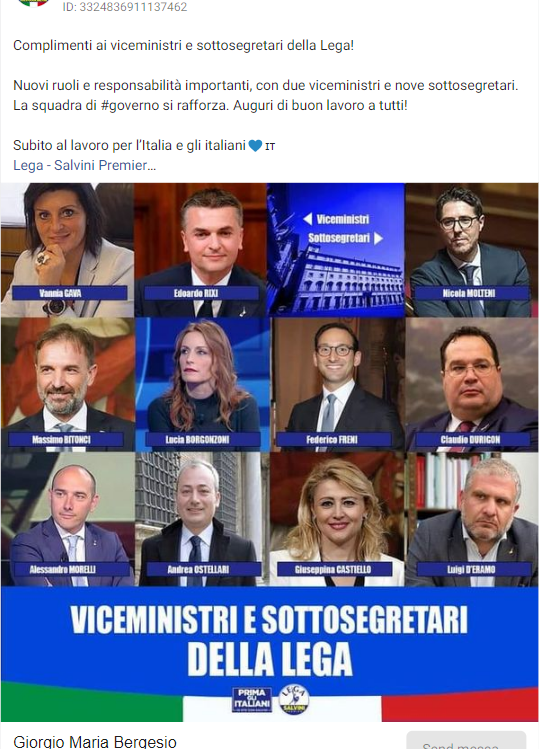 ID: 3324836911137462
Complimenti ai viceministri e sottosegretari della Lega!
Nuovi ruoli e responsabilità importanti, con due viceministri e nove sottosegretari.
La squadra di #governo si rafforza. Auguri di buon lavoro a tutti!
Subito al lavoro per l'Italia e gli italiani💙 IT
Lega - Salvini Premier...
Viceministri
Sottosegretari
Vannia GAVA
Edoardo RIXI
Nicola MOLTENI
Massimo BITONCI
Lucia BORGONZONI
Federico FRENI
Claudio DURIGON
Alessandro MORELLI
Andrea OSTELLARI
Giuseppina CASTIELLO
Luigi D'ERAMO
VICEMINISTRI E SOTTOSEGRETARI
DELLA LEGA
PRIMA
GLI
ITALIANI
LEGA
SALVINI
Giorgio Maria Bergesio
Send messa...